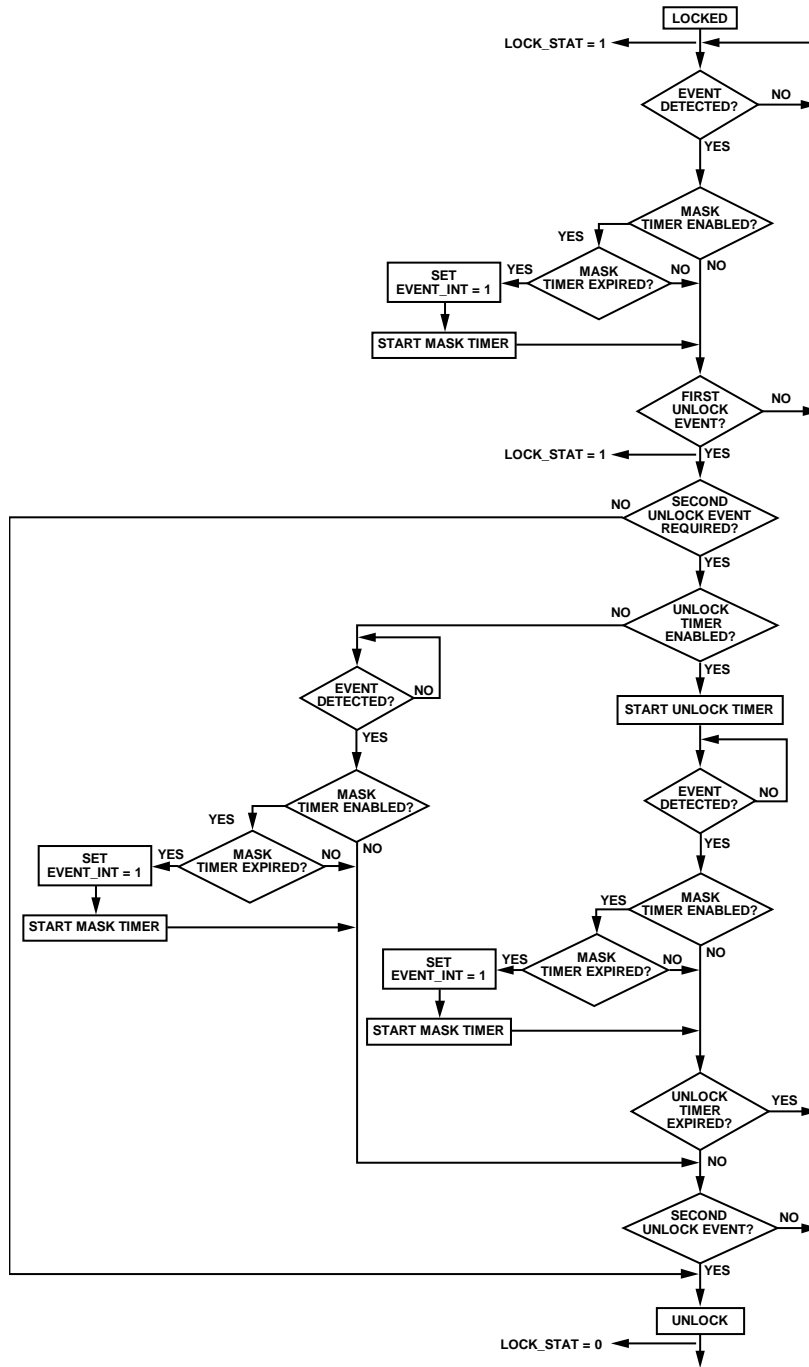 LOCKED
LOCK_STAT = 1
EVENT
DETECTED?
NO
YES
MASK
TIMER ENABLED?
YES
NO
MASK
TIMER EXPIRED?
YES
NO
SET
EVENT_INT = 1
START MASK TIMER
FIRST
UNLOCK
EVENT?
NO
YES
LOCK_STAT = 1
SECOND
UNLOCK EVENT
REQUIRED?
NO
YES
UNLOCK
TIMER
ENABLED?
NO
YES
EVENT
DETECTED?
NO
YES
MASK
TIMER ENABLED?
YES
NO
MASK
TIMER EXPIRED?
YES
NO
SET
EVENT_INT = 1
START MASK TIMER
START UNLOCK TIMER
EVENT
DETECTED?
NO
YES
MASK
TIMER ENABLED?
YES
NO
MASK
TIMER EXPIRED?
YES
NO
SET
EVENT_INT = 1
START MASK TIMER
UNLOCK
TIMER
EXPIRED?
YES
NO
SECOND
UNLOCK EVENT?
NO
YES
UNLOCK
LOCK_STAT = 0